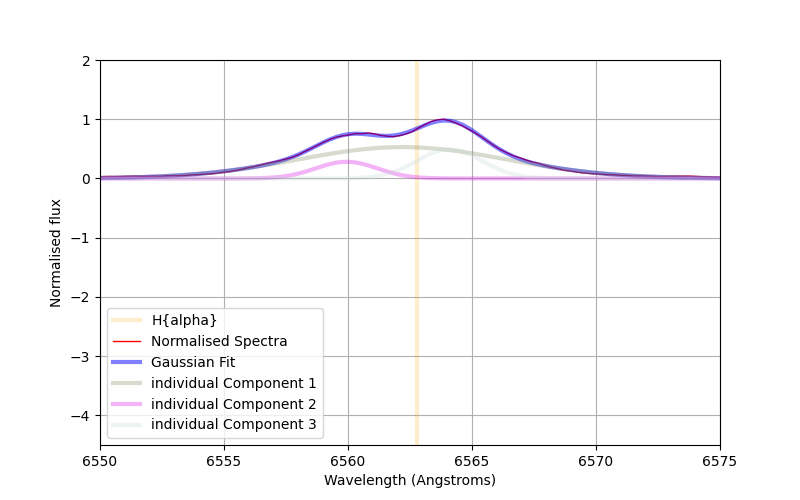 2
1
0
−1
−2
−3
−4
Normalised flux
H{alpha}
Normalised Spectra
Gaussian Fit
individual Component 1
individual Component 2
individual Component 3
6550 6555 6560 6565 6570 6575
Wavelength (Angstroms)